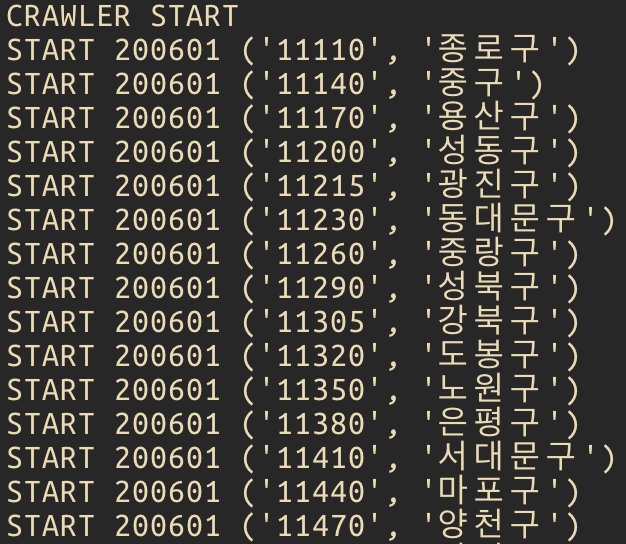 CRAWLER START
START 200601 ('11110', '종로구')
START 200601 ('11140', '중구')
START 200601 ('11170', '용산구')
START 200601 ('11200', '성동구')
START 200601 ('11215', '광진구')
START 200601 ('11230', '동대문구')
START 200601 ('11260', '중랑구')
START 200601 ('11290', '성북구')
START 200601 ('11305', '강북구')
START 200601 ('11320', '도봉구')
START 200601 ('11350', '노원구')
START 200601 ('11380', '은평구')
START 200601 ('11410', '서대문구')
START 200601 ('11440', '마포구')
START 200601 ('11470', '양천구')